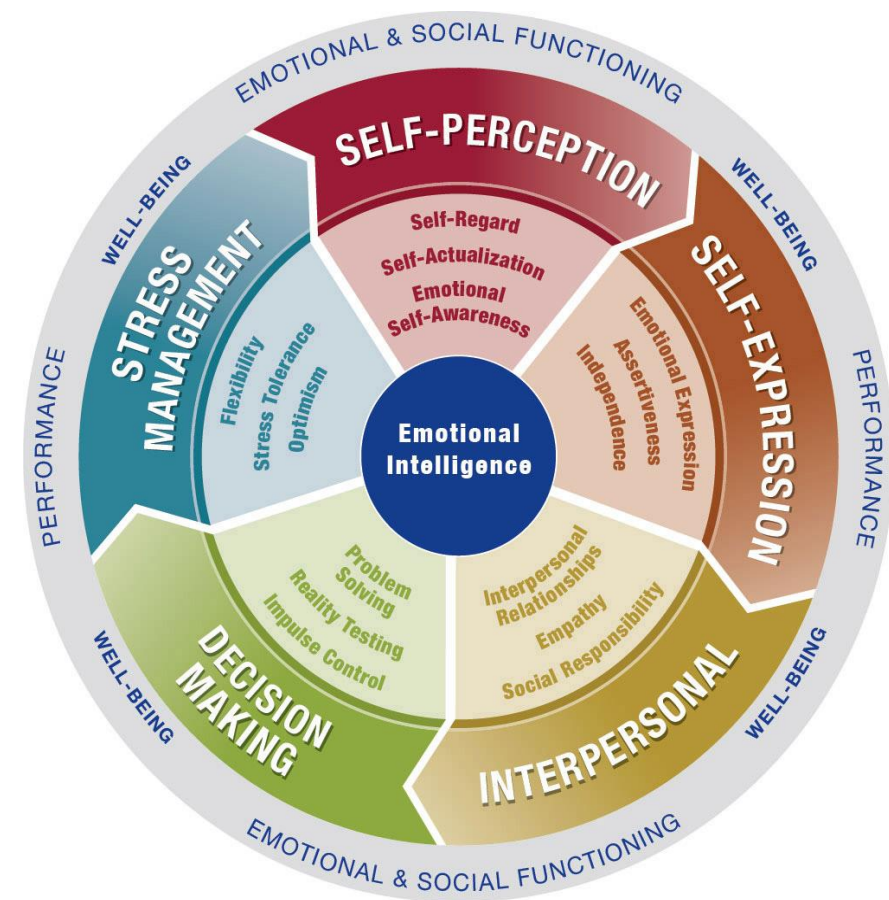 EMOTIONAL & SOCIAL FUNCTIONING
WELL-BEING
PERFORMANCE
WELL-BEING
EMOTIONAL & SOCIAL FUNCTIONING
WELL-BEING
PERFORMANCE
WELL-BEING
SELF-PERCEPTION
Self-Regard
Self-Actualization
Emotional
Self-Awareness
SELF-EXPRESSION
Emotional Expression
Assertiveness
Independence
INTERPERSONAL
Interpersonal
Relationships
Empathy
Social Responsibility
DECISION
MAKING
Problem
Solving
Reality Testing
Impulse Control
STRESS
MANAGEMENT
Flexibility
Stress Tolerance
Optimism
Emotional
Intelligence